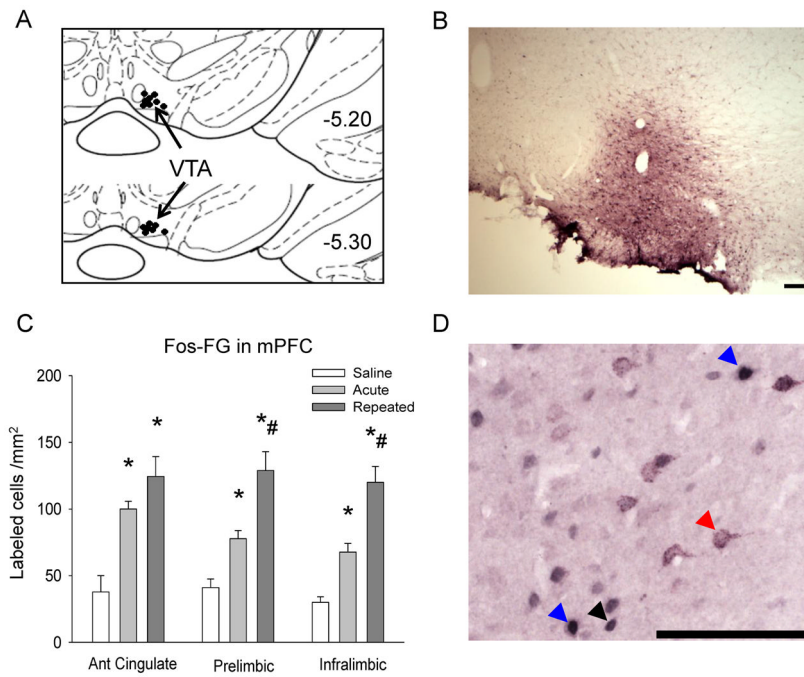 A
-5.20
VTA
-5.30
B
C
Fos-FG in mPFC
Saline
Acute
Repeated
Labeled cells /mm²
200
150
100
50
0
*
*
*
*#
*
*#
Ant Cingulate
Prelimbic
Infralimbic
D